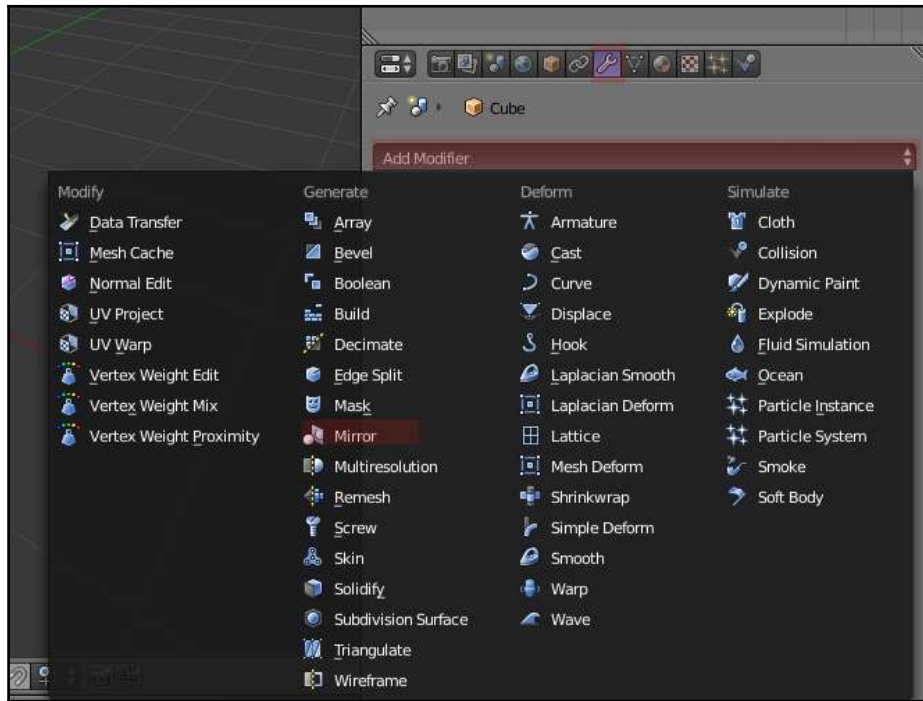 Cube
Add Modifier
Modify
Data Transfer
Mesh Cache
Normal Edit
UV Project
UV Warp
Vertex Weight Edit
Vertex Weight Mix
Vertex Weight Proximity
Generate
Array
Bevel
Boolean
Build
Decimate
Edge Split
Mask
Mirror
Multiresolution
Remesh
Screw
Skin
Solidify
Subdivision Surface
Triangulate
Wireframe
Deform
Armature
Cast
Curve
Displace
Hook
Laplacian Smooth
Laplacian Deform
Lattice
Mesh Deform
Shrinkwrap
Simple Deform
Smooth
Warp
Wave
Simulate
Cloth
Collision
Dynamic Paint
Explode
Fluid Simulation
Ocean
Particle Instance
Particle System
Smoke
Soft Body